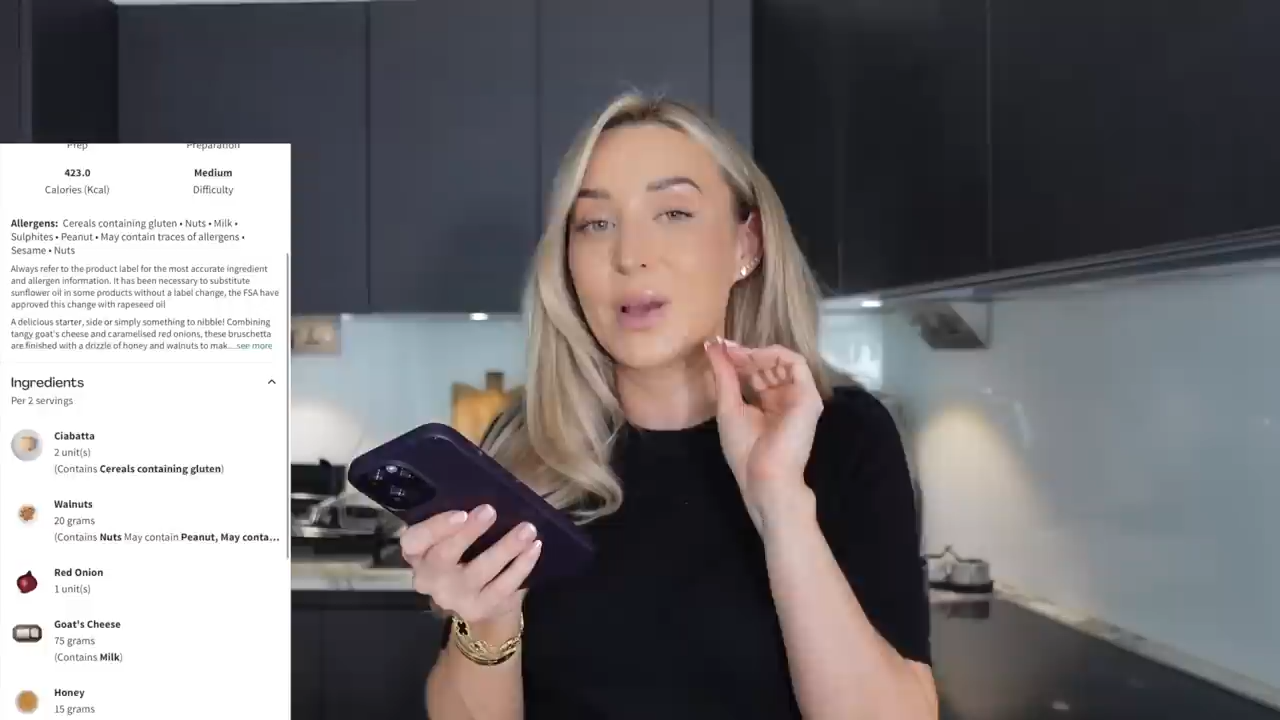 Prep Preparation
423.0 Medium
Calories (Kcal) Difficulty
Allergens: Cereals containing gluten • Nuts • Milk •
Sulphites • Peanut • May contain traces of allergens •
Sesame • Nuts
Always refer to the product label for the most accurate ingredient
and allergen information. It has been necessary to substitute
sunflower oil in some products without a label change, the FSA have
approved this change with rapeseed oil
A delicious starter, side or simply something to nibble! Combining
tangy goat's cheese and caramelised red onions, these bruschetta
are finished with a drizzle of honey and walnuts to mak...see more
Ingredients
Per 2 servings
Ciabatta
2 unit(s)
(Contains Cereals containing gluten)
Walnuts
20 grams
(Contains Nuts May contain Peanut, May conta...
Red Onion
1 unit(s)
Goat's Cheese
75 grams
(Contains Milk)
Honey
15 grams